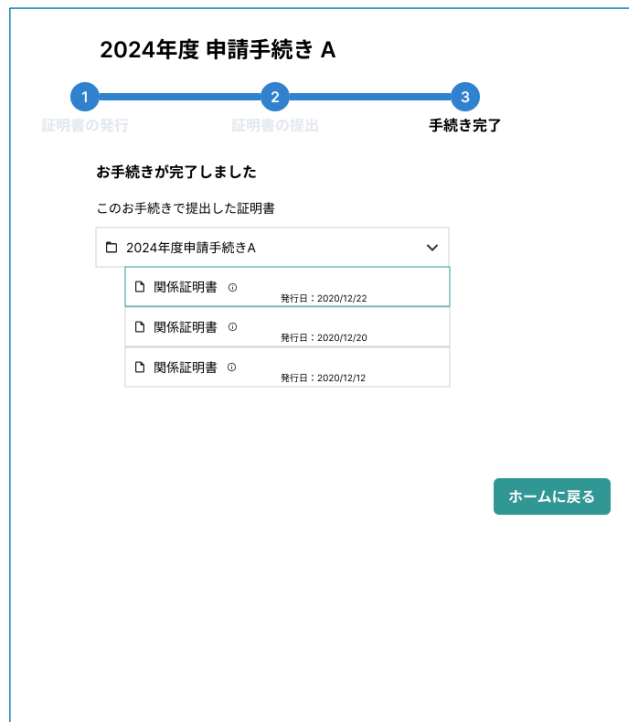 2024年度 申請手続き A
1 2 3
証明書の発行 証明書の提出 手続き完了
お手続きが完了しました
このお手続きで提出した証明書
2024年度申請手続きA
関係証明書
発行日：2020/12/22
関係証明書
発行日：2020/12/20
関係証明書
発行日：2020/12/12
ホームに戻る